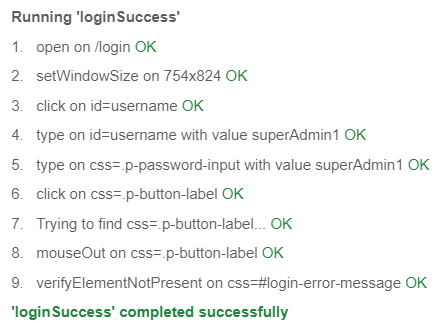 Running 'loginSuccess'
1. open on /login OK
2. setWindowSize on 754x824 OK
3. click on id=username OK
4. type on id=username with value superAdmin1 OK
5. type on css=.p-password-input with value superAdmin1 OK
6. click on css=.p-button-label OK
7. Trying to find css=.p-button-label... OK
8. mouseOut on css=.p-button-label OK
9. verifyElementNotPresent on css=#login-error-message OK
'loginSuccess' completed successfully